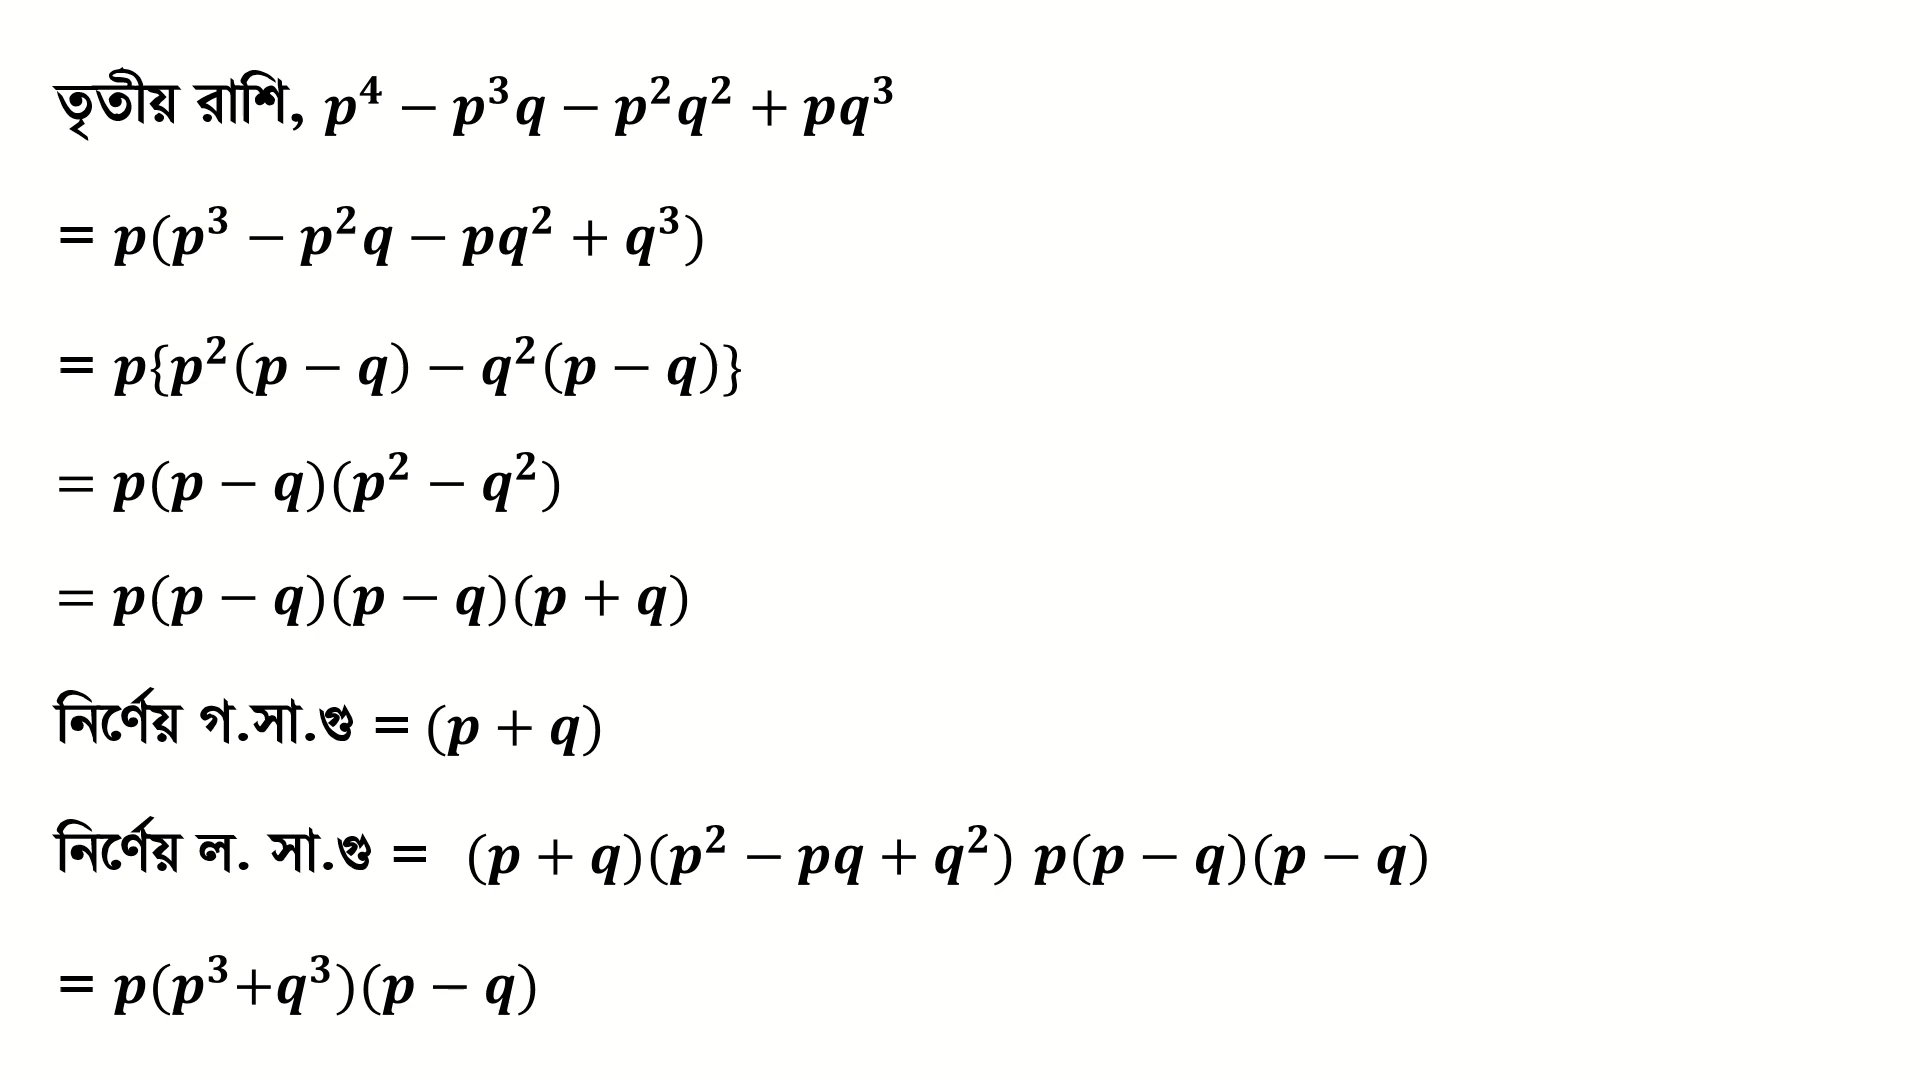 তৃতীয় রাশি, p⁴ − p³q − p²q² + pq³
= p(p³ − p²q − pq² + q³)
= p{p²(p − q) − q²(p − q)}
= p(p − q)(p² − q²)
= p(p − q)(p − q)(p + q)
নির্ণেয় গ.সা.গু = (p + q)
নির্ণেয় ল. সা.গু = (p + q)(p² − pq + q²) p(p − q)(p − q)
= p(p³+q³)(p − q)